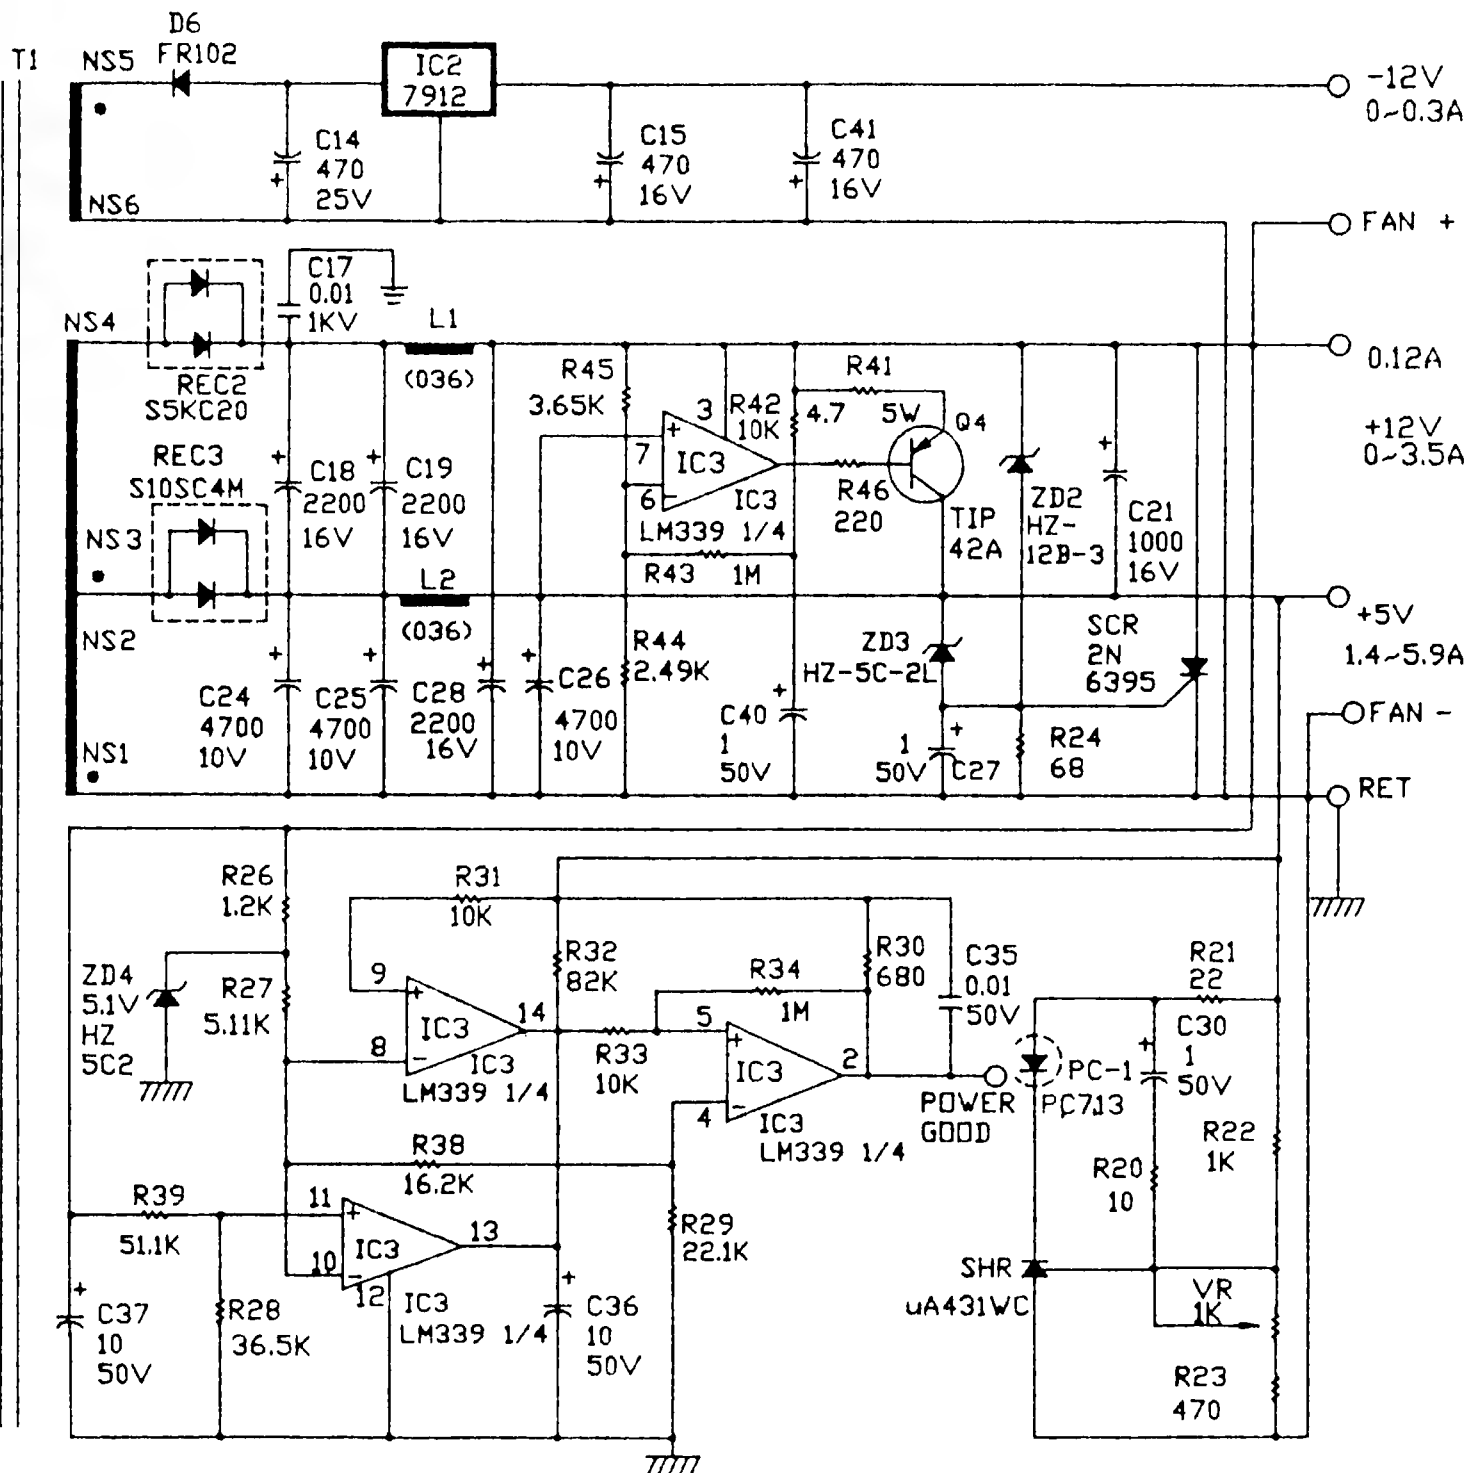 T1
NS5
D6
FR102
IC2
7912
-12V
0~0.3A
C14
470
25V
+
C15
470
16V
+
C41
470
16V
+
NS6
FAN +
C17
0.01
1KV
NS4
REC2
S5KC20
L1
(036)
R45
3.65K
3
R42
10K
R41
4.7
5W
Q4
0.12A
+12V
0~3.5A
REC3
S10SC4M
+
C18
2200
16V
+
C19
2200
16V
7
+
IC3
6
-
IC3
LM339 1/4
R46
220
TIP
42A
ZD2
HZ-
12B-3
+
C21
1000
16V
NS3
L2
(036)
R43
1M
+5V
1.4~5.9A
NS2
+
C24
4700
10V
+
C25
4700
10V
+
C28
2200
16V
+
C26
4700
10V
R44
2.49K
+
C40
1
50V
ZD3
HZ-5C-2L
+
1
50V
C27
R24
68
SCR
2N
6395
FAN -
NS1
RET
R26
1.2K
R31
10K
R32
82K
R34
1M
R30
680
C35
0.01
50V
R21
22
ZD4
5.1V
HZ
5C2
R27
5.11K
9
+
IC3
14
8
-
IC3
LM339 1/4
R33
10K
5
+
IC3
2
4
-
IC3
LM339 1/4
POWER
GOOD
PC-1
PC713
+
C30
1
50V
R22
1K
R20
10
R38
16.2K
R29
22.1K
R39
51.1K
11
+
IC3
13
10
-
12
IC3
LM339 1/4
R28
36.5K
+
C37
10
50V
+
C36
10
50V
SHR
uA431WC
VR
1K
R23
470